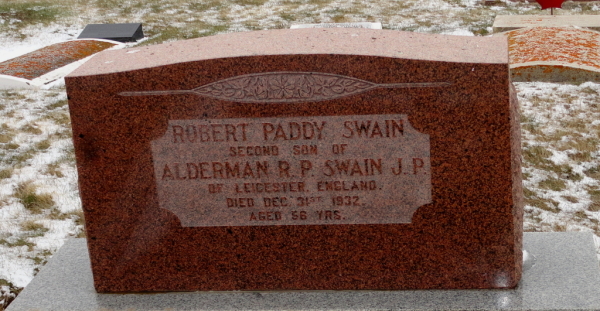 ROBERT PADDY SWAIN
SECOND SON OF
ALDERMAN R. P. SWAIN J. P.
OF LEICESTER, ENGLAND.
DIED DEC 31ST 1932.
AGED 56 YRS.